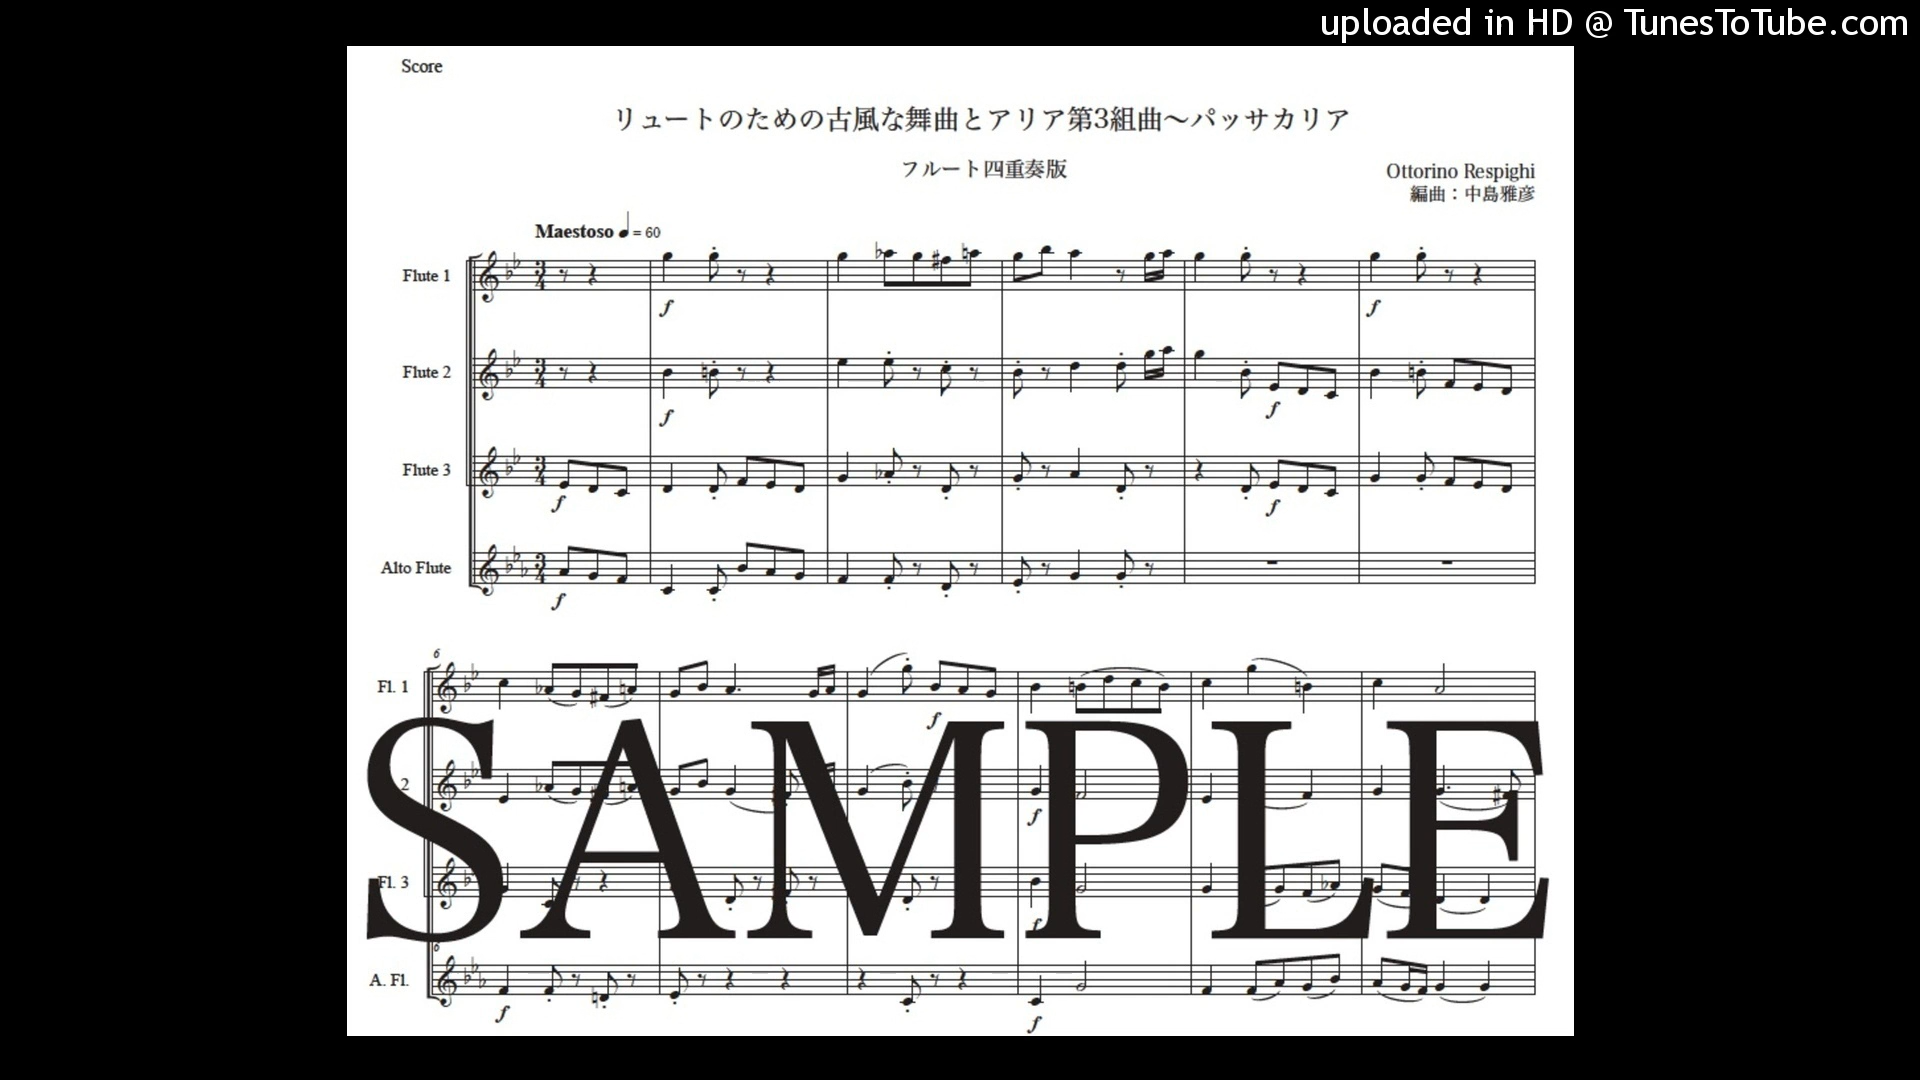 uploaded in HD @ TunesToTube.com
Score
リュートのための古風な舞曲とアリア第3組曲～パッサカリア
フルート四重奏版
Ottorino Respighi
編曲：中島雅彦
Maestoso ♩ = 60
Flute 1
f
f
Flute 2
f
f
Flute 3
f
f
Alto Flute
f
6
Fl. 1
f
SAMPLE
2
f
Fl. 3
f
6
A. Fl.
f
f